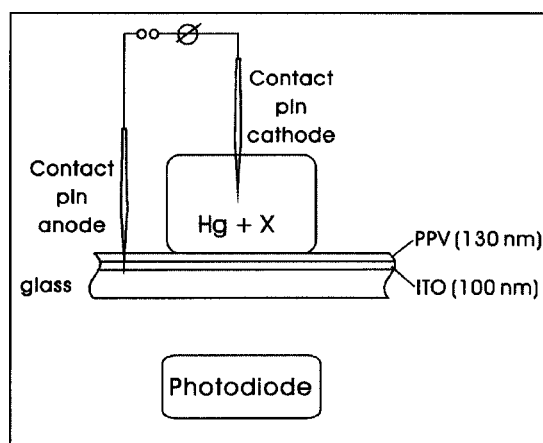 Contact
pin
cathode
Contact
pin
anode
Hg + X
PPV (130 nm)
glass
ITO (100 nm)
Photodiode